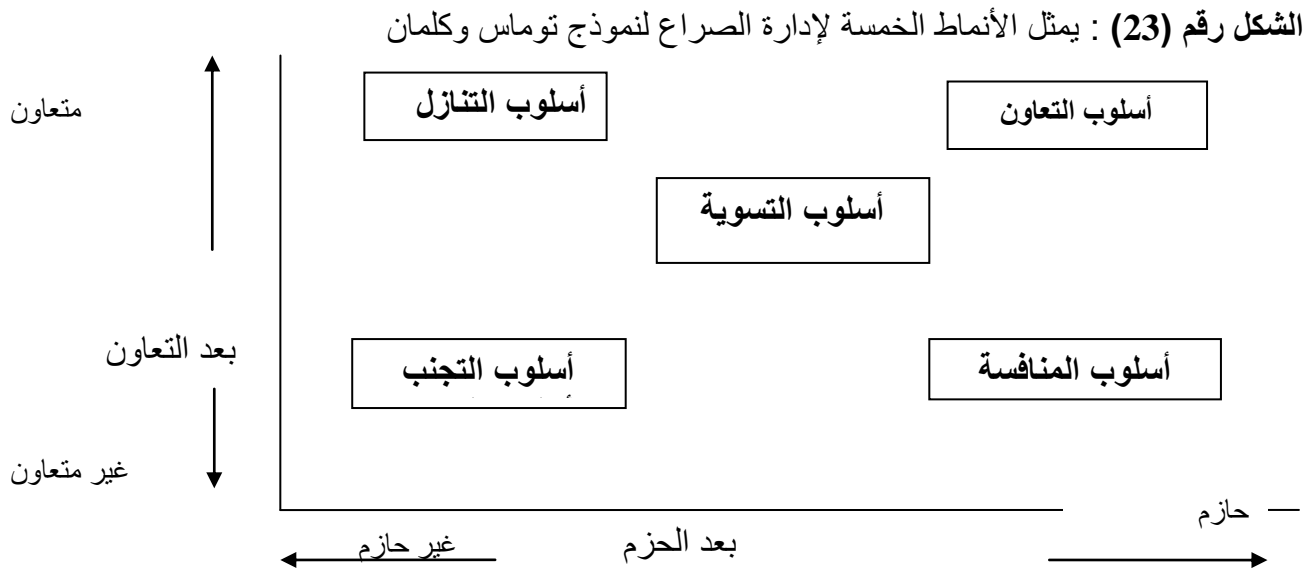 الشكل رقم (23) : يمثل الأنماط الخمسة لإدارة الصراع لنموذج توماس وكلمان
متعاون
أسلوب التنازل
أسلوب التعاون
أسلوب التسوية
بعد التعاون
أسلوب التجنب
أسلوب المنافسة
غير متعاون
حازم
بعد الحزم
غير حازم